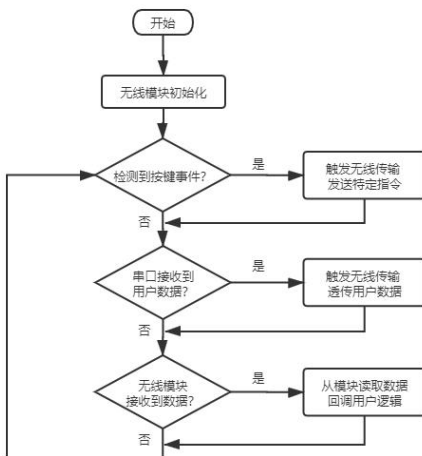 开始
无线模块初始化
检测到按键事件?
是
触发无线传输
发送特定指令
否
串口接收到
用户数据?
是
触发无线传输
透传用户数据
否
无线模块
接收到数据?
是
从模块读取数据
回调用户逻辑
否